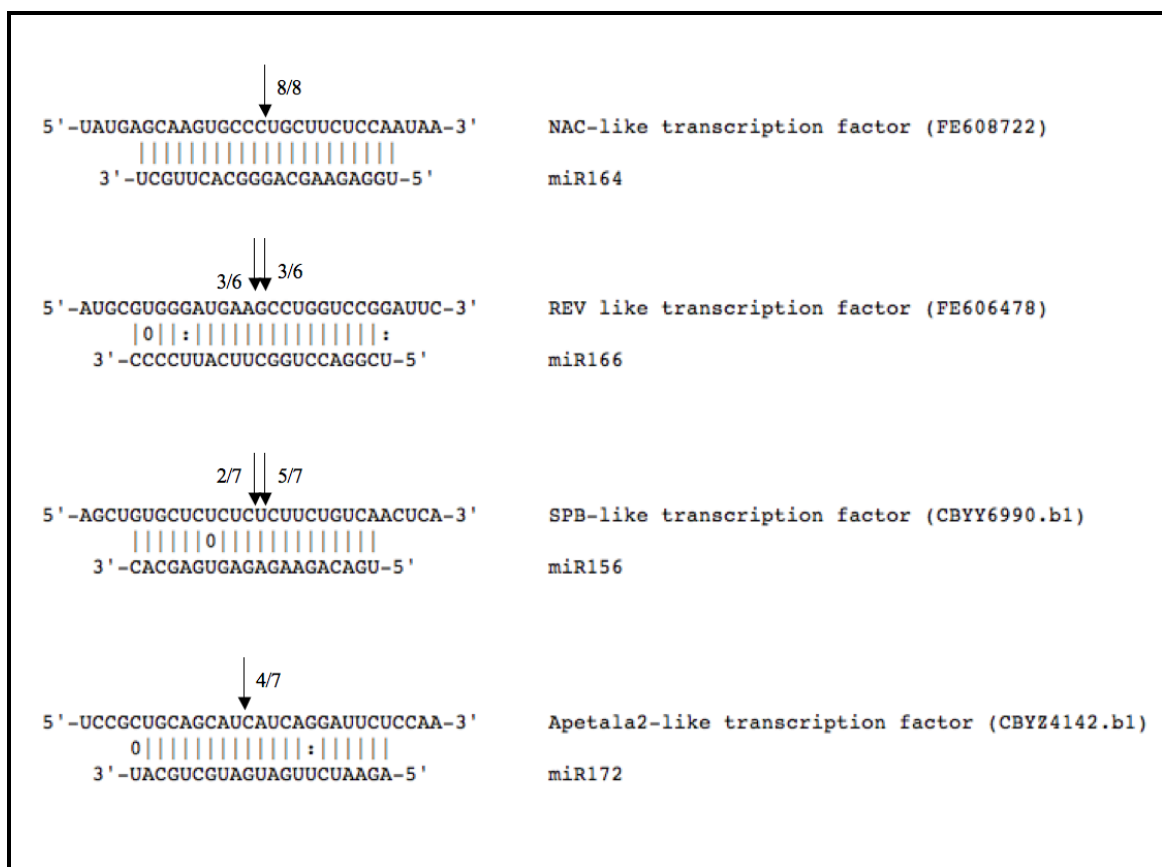 8/8
5'-UAUGAGCAAGUGCCCUGCUUCUCCAAUAA-3' NAC-like transcription factor (FE608722)
|||||||||||||||||||||
3'-UCGUUCACGGGACGAAGAGGU-5' miR164
3/6 3/6
5'-AUGCGUGGGAUGAAGCCUGGUCCGGAUUC-3' REV like transcription factor (FE606478)
|0||:|||||||||||||||:
3'-CCCCUUACUUCGGUCCAGGCU-5' miR166
2/7 5/7
5'-AGCUGUGCUCUCUCUCUUCUGUCAACUCA-3' SPB-like transcription factor (CBYY6990.b1)
||||||0|||||||||||||
3'-CACGAGUGAGAGAAGACAGU-5' miR156
4/7
5'-UCCGCUGCAGCAUCAUCAGGAUUCUCCAA-3' Apetala2-like transcription factor (CBYZ4142.b1)
0|||||||||||||:||||||
3'-UACGUCGUAGUAGUUCUAAGA-5' miR172